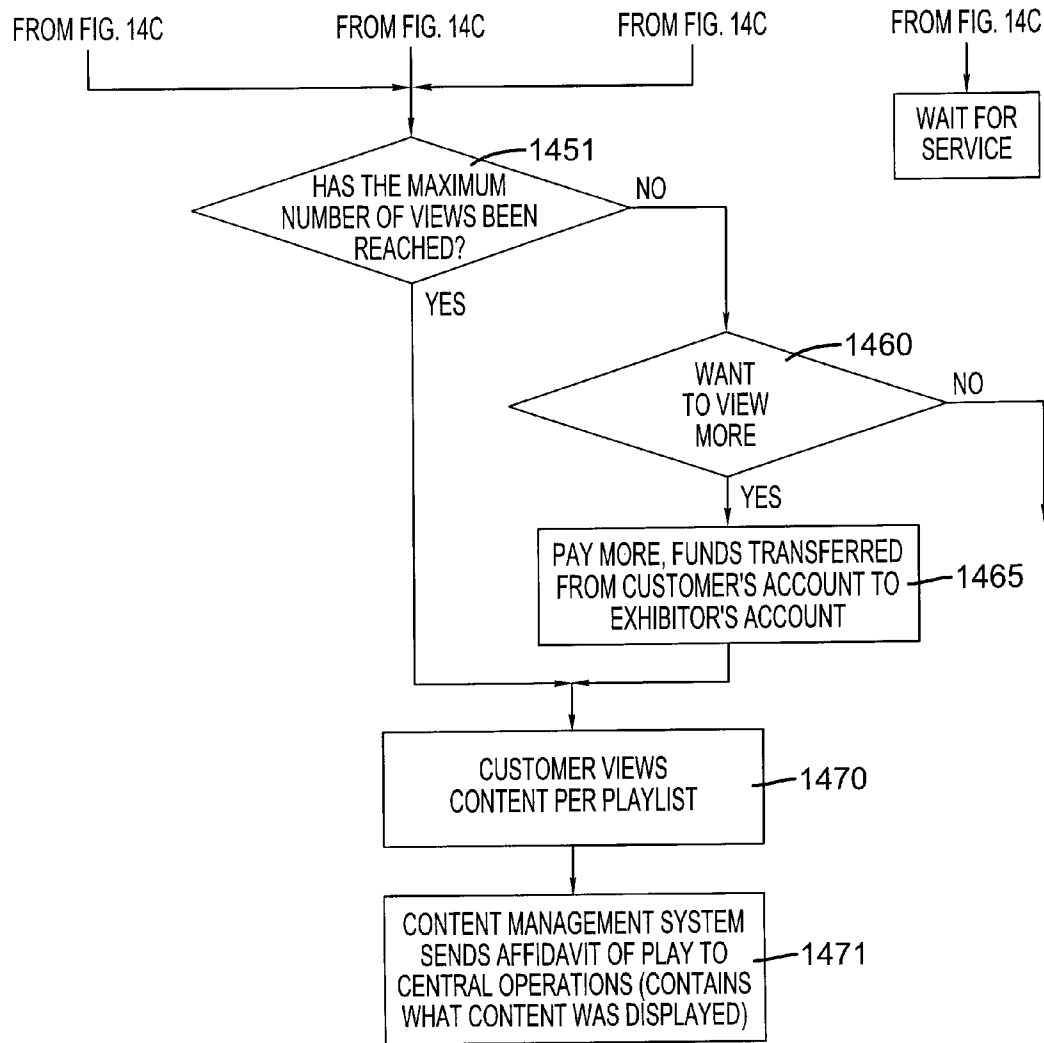 FROM FIG. 14C
FROM FIG. 14C
FROM FIG. 14C
FROM FIG. 14C
WAIT FOR
SERVICE
1451
HAS THE MAXIMUM
NUMBER OF VIEWS BEEN
REACHED?
NO
YES
1460
WANT
TO VIEW
MORE
NO
YES
PAY MORE, FUNDS TRANSFERRED
FROM CUSTOMER'S ACCOUNT TO
EXHIBITOR'S ACCOUNT
1465
CUSTOMER VIEWS
CONTENT PER PLAYLIST
1470
CONTENT MANAGEMENT SYSTEM
SENDS AFFIDAVIT OF PLAY TO
CENTRAL OPERATIONS (CONTAINS
WHAT CONTENT WAS DISPLAYED)
1471